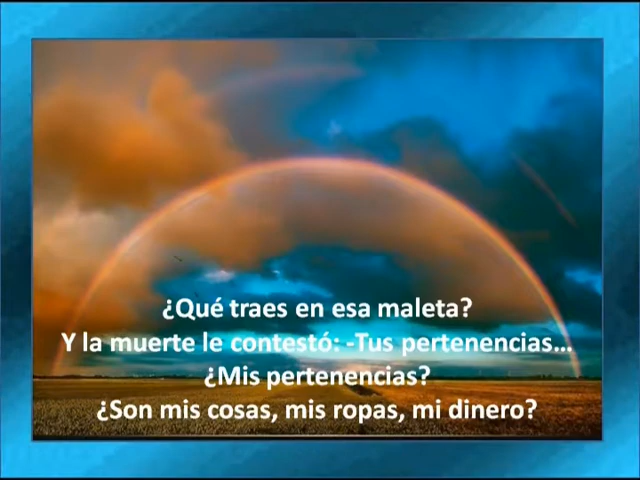 ¿Qué traes en esa maleta?
Y la muerte le contestó: -Tus pertenencias...
¿Mis pertenencias?
¿Son mis cosas, mis ropas, mi dinero?